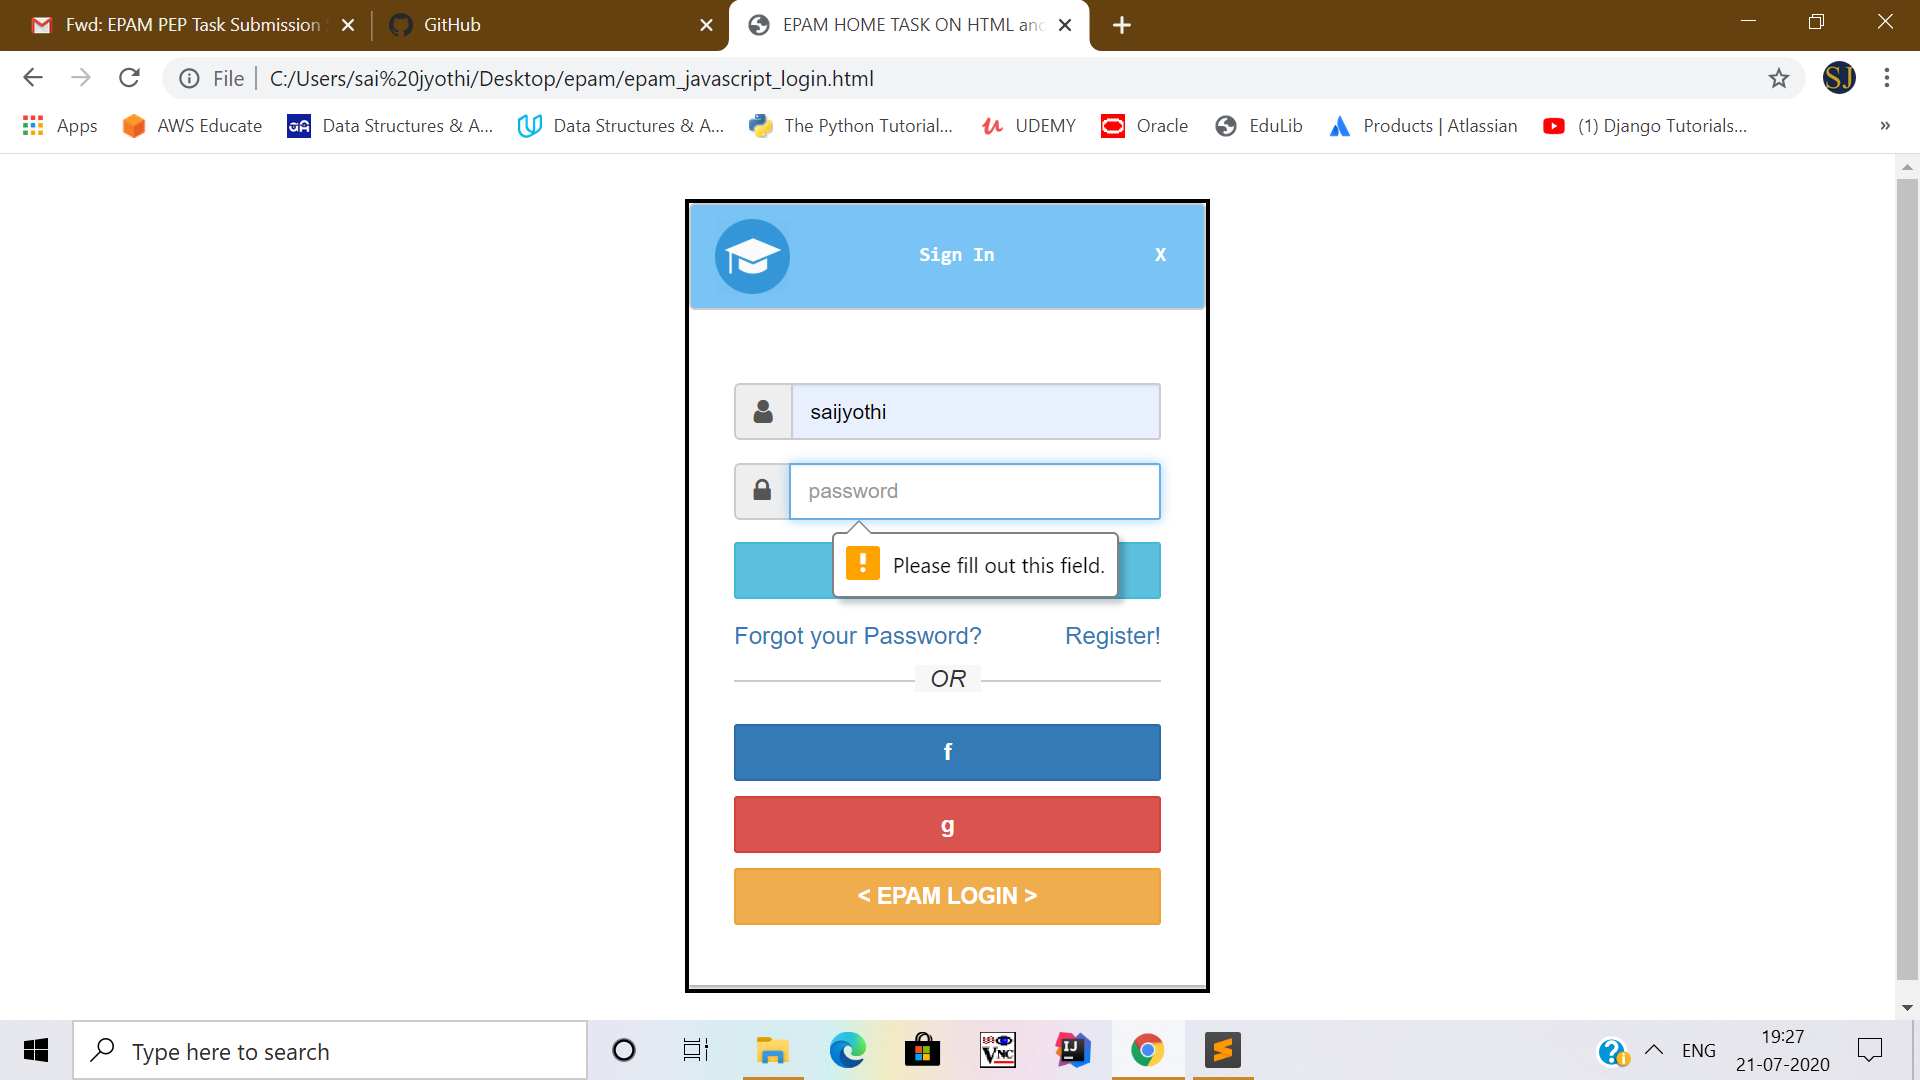 Fwd: EPAM PEP Task Submission
GitHub
EPAM HOME TASK ON HTML and
File
C:/Users/sai%20jyothi/Desktop/epam/epam_javascript_login.html
SJ
Apps
AWS Educate
Data Structures & A...
Data Structures & A...
The Python Tutorial...
UDEMY
Oracle
EduLib
Products | Atlassian
(1) Django Tutorials...
»
Sign In
X
saijyothi
password
Please fill out this field.
Forgot your Password?
Register!
OR
f
g
< EPAM LOGIN >
Type here to search
VNC
IJ
ENG
19:27
21-07-2020